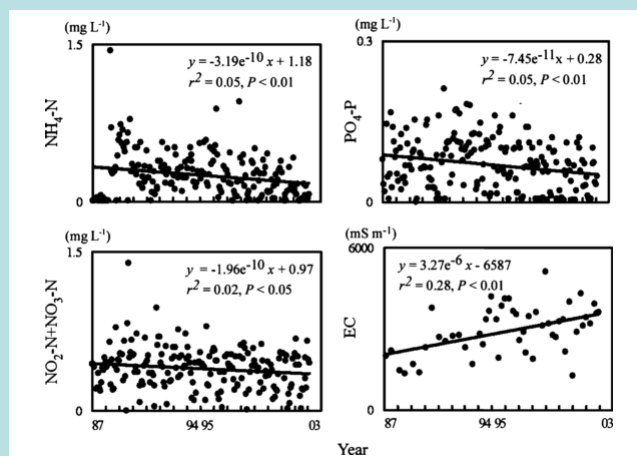 (mg L-1)
1.5
y = -3.19e-10 x + 1.18
r2 = 0.05, P < 0.01
NH4-N
0
(mg L-1)
0.3
y = -7.45e-11x + 0.28
r2 = 0.05, P < 0.01
PO4-P
0
(mg L-1)
1.5
y = -1.96e-10 x + 0.97
r2 = 0.02, P < 0.05
NO2-N+NO3-N
0
87 94 95 03
(mS m-1)
6000
y = 3.27e-6 x - 6587
r2 = 0.28, P < 0.01
EC
0
87 94 95 03
Year